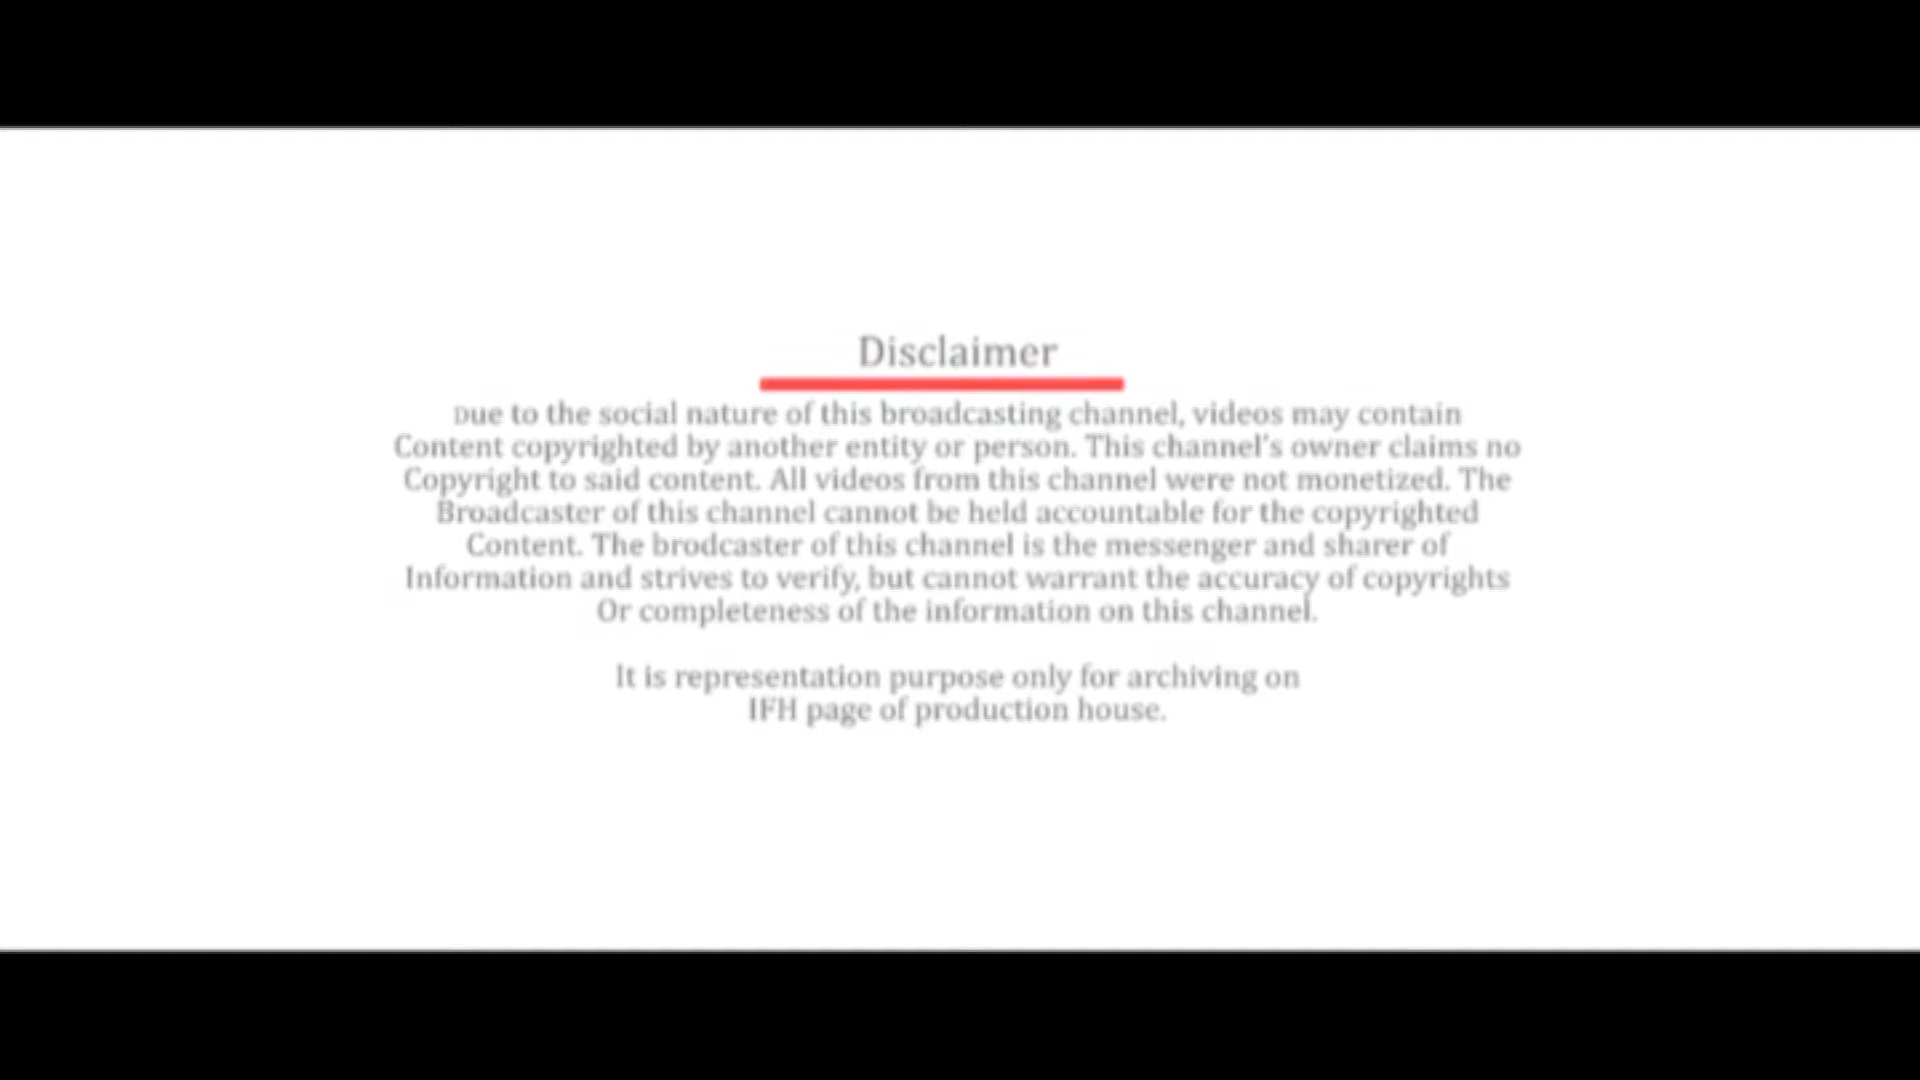 Disclaimer
Due to the social nature of this broadcasting channel, videos may contain
Content copyrighted by another entity or person. This channel's owner claims no
Copyright to said content. All videos from this channel were not monetized. The
Broadcaster of this channel cannot be held accountable for the copyrighted
Content. The brodcaster of this channel is the messenger and sharer of
Information and strives to verify, but cannot warrant the accuracy of copyrights
Or completeness of the information on this channel.
It is representation purpose only for archiving on
IFH page of production house.